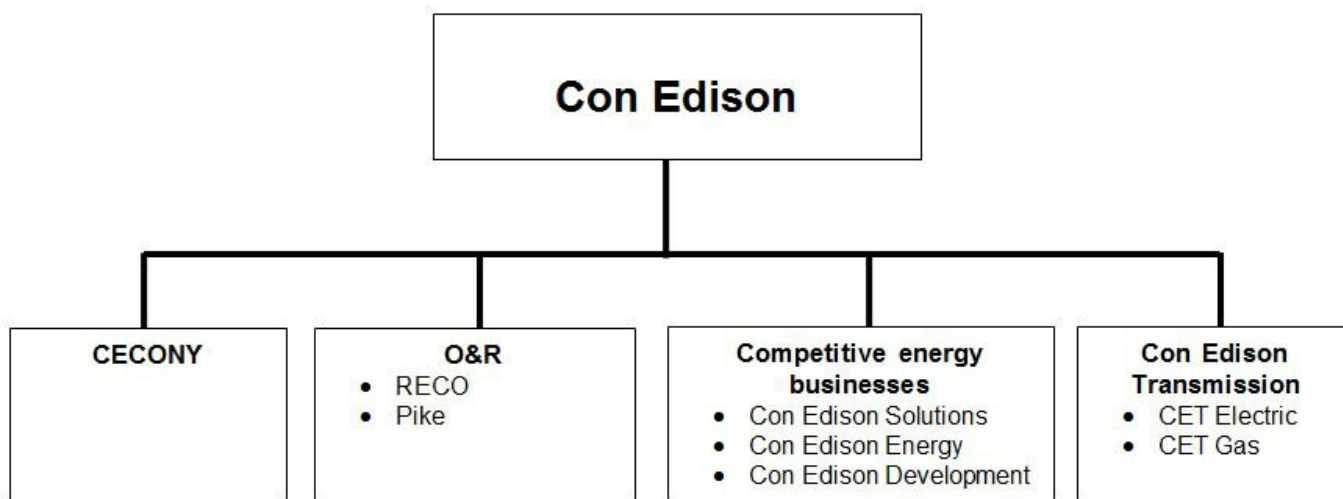 Con Edison
CECONY
O&R
• RECO
• Pike
Competitive energy
businesses
• Con Edison Solutions
• Con Edison Energy
• Con Edison Development
Con Edison
Transmission
• CET Electric
• CET Gas